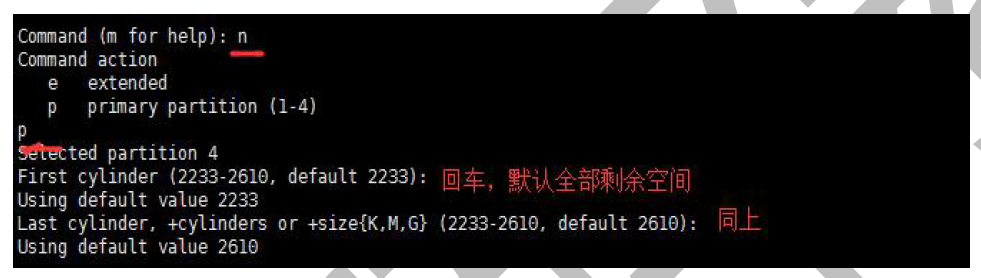 Command (m for help): n
Command action
   e   extended
   p   primary partition (1-4)
p
Selected partition 4
First cylinder (2233-2610, default 2233): 回车，默认全部剩余空间
Using default value 2233
Last cylinder, +cylinders or +size{K,M,G} (2233-2610, default 2610): 同上
Using default value 2610